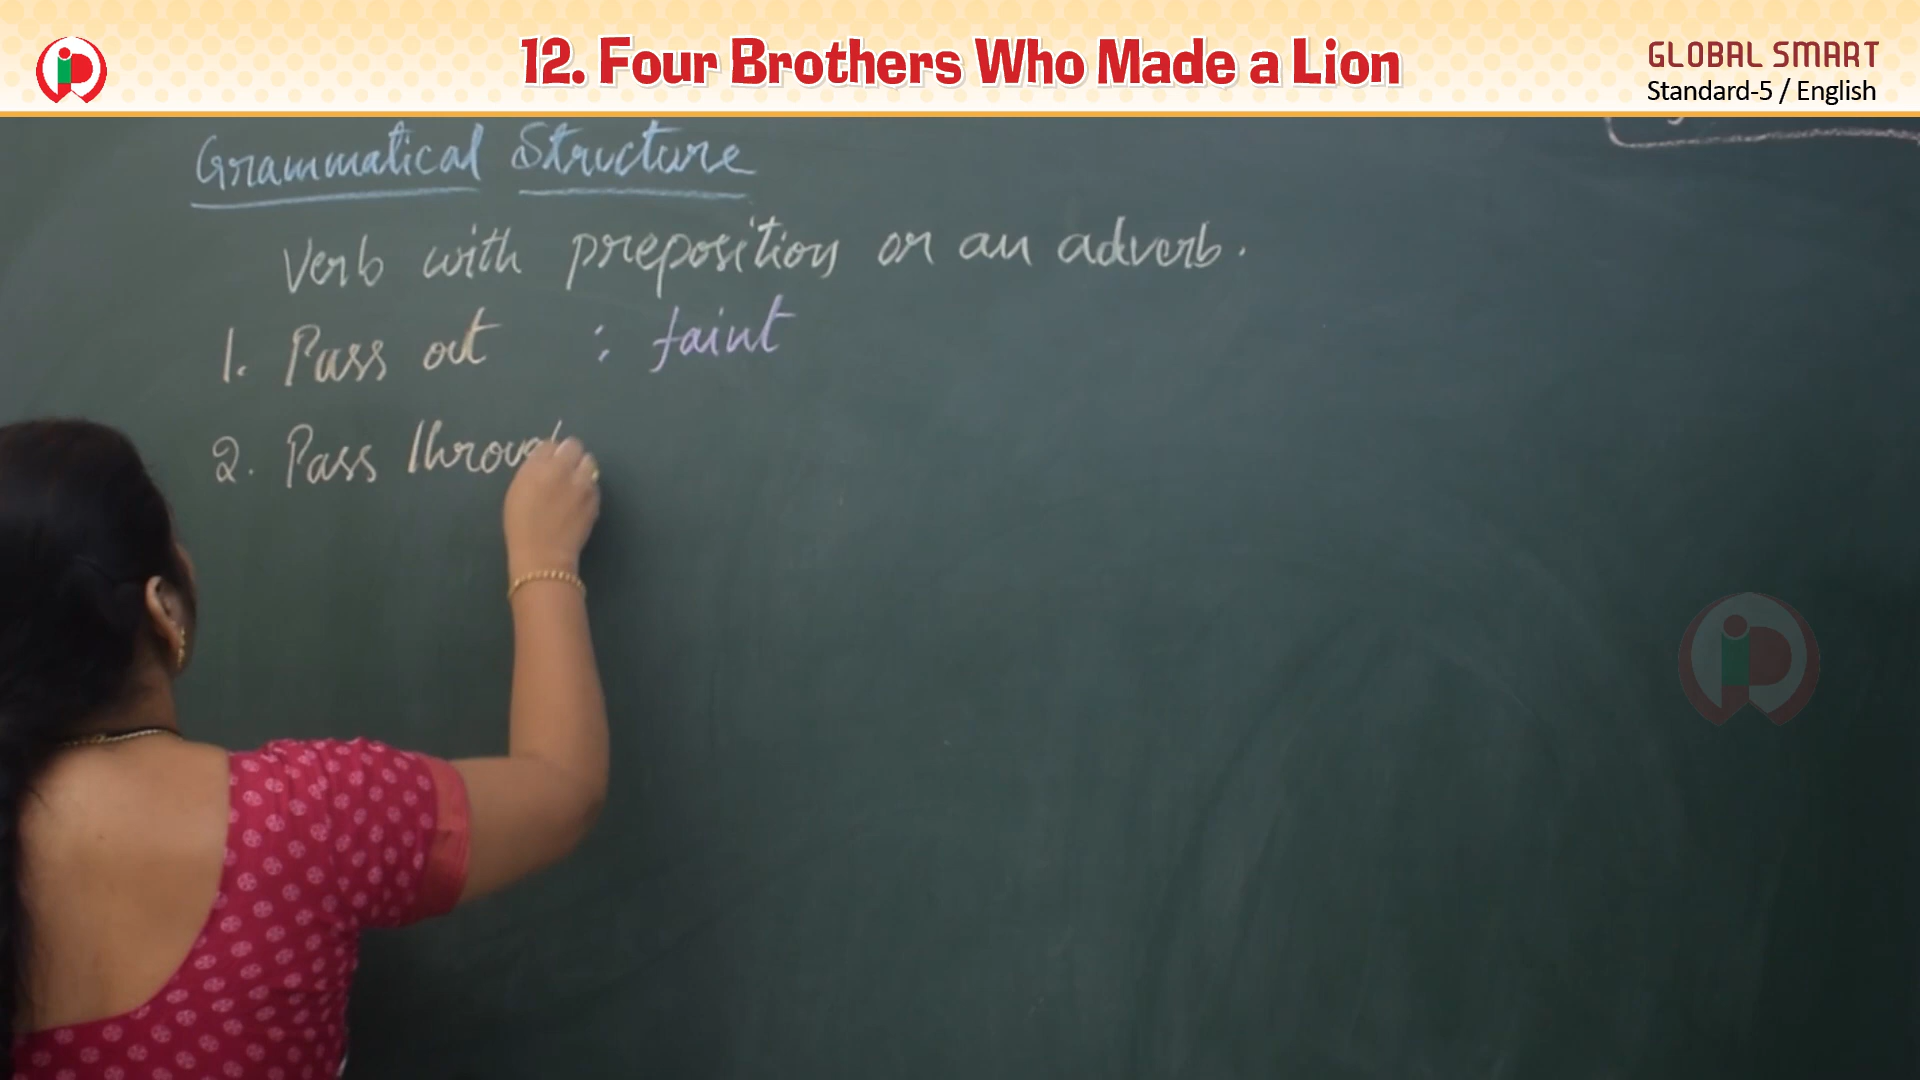 12. Four Brothers Who Made a Lion
GLOBAL SMART
Standard-5 / English
Grammatical Structure
Verb with preposition or an adverb.
1. Pass out : faint
2. Pass through